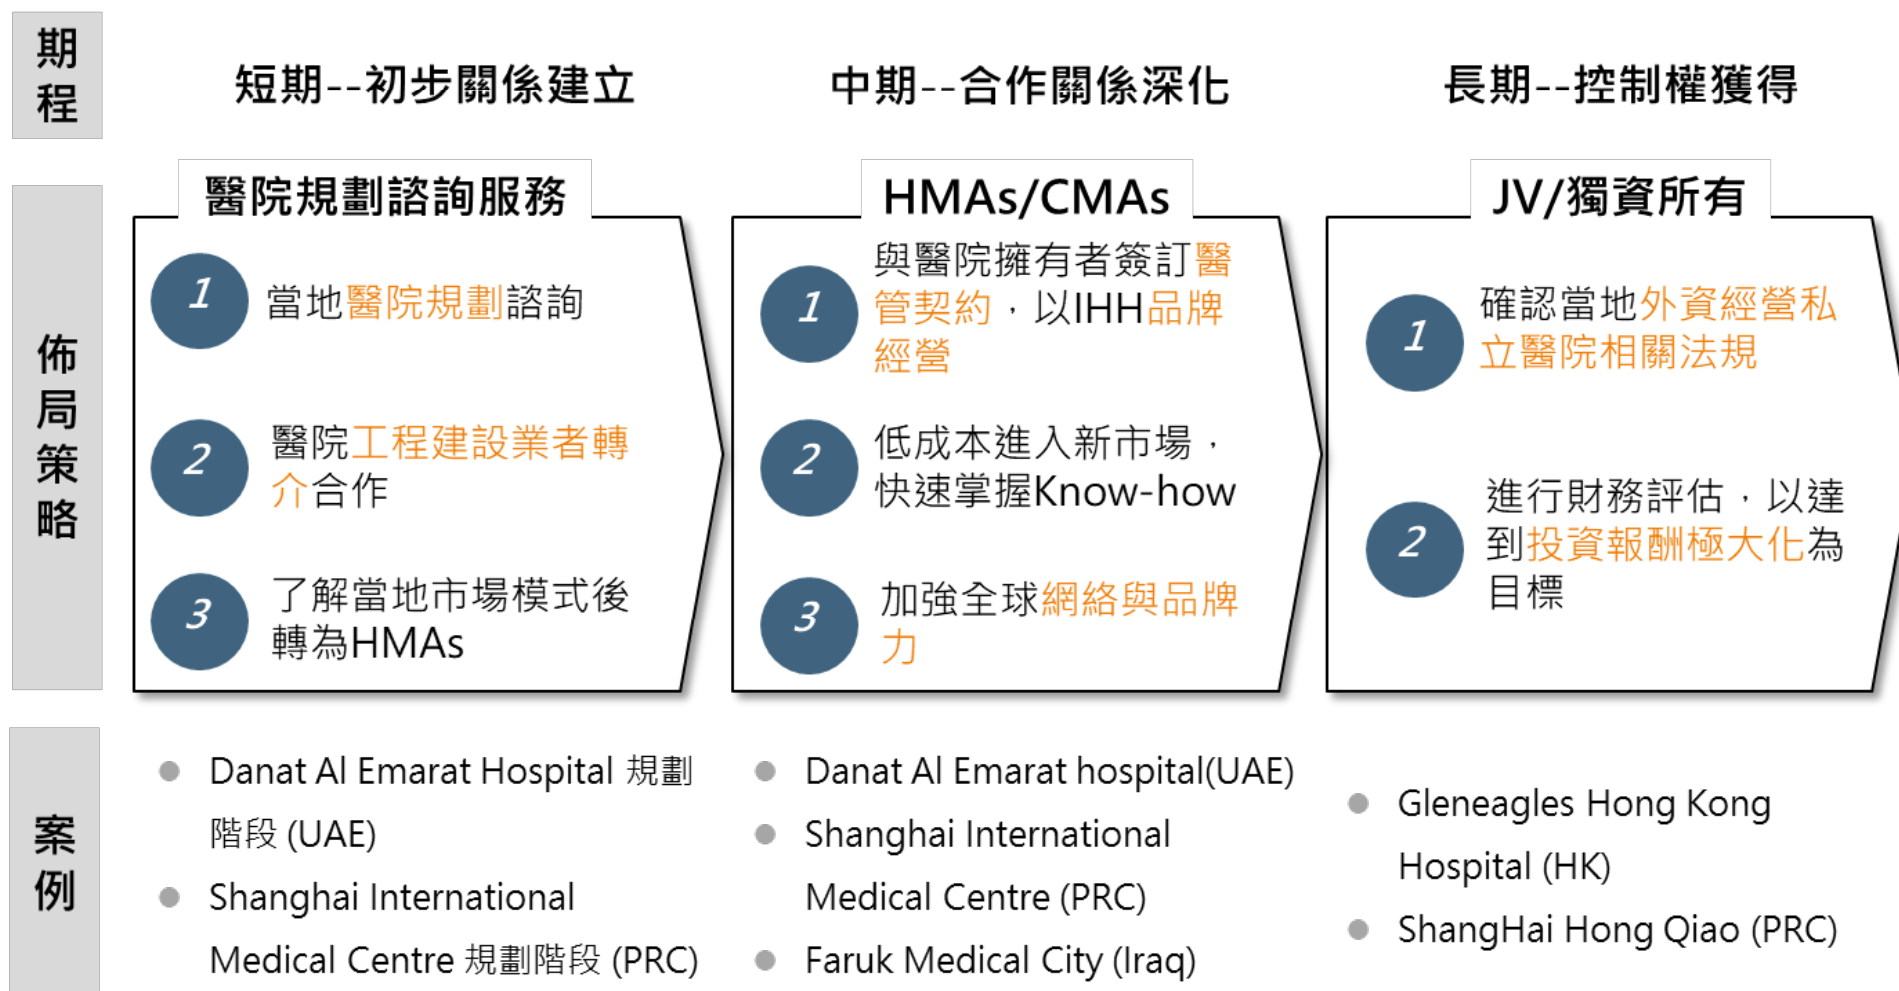 期程
短期--初步關係建立
中期--合作關係深化
長期--控制權獲得
佈局策略
醫院規劃諮詢服務
1
當地醫院規劃諮詢
2
醫院工程建設業者轉
介合作
3
了解當地市場模式後
轉為HMAs
HMAs/CMAs
1
與醫院擁有者簽訂醫
管契約，以IHH品牌
經營
2
低成本進入新市場，
快速掌握Know-how
3
加強全球網絡與品牌
力
JV/獨資所有
1
確認當地外資經營私
立醫院相關法規
2
進行財務評估，以達
到投資報酬極大化為
目標
案例
Danat Al Emarat Hospital 規劃
階段 (UAE)
Shanghai International
Medical Centre 規劃階段 (PRC)
Danat Al Emarat hospital(UAE)
Shanghai International
Medical Centre (PRC)
Faruk Medical City (Iraq)
Gleneagles Hong Kong
Hospital (HK)
ShangHai Hong Qiao (PRC)